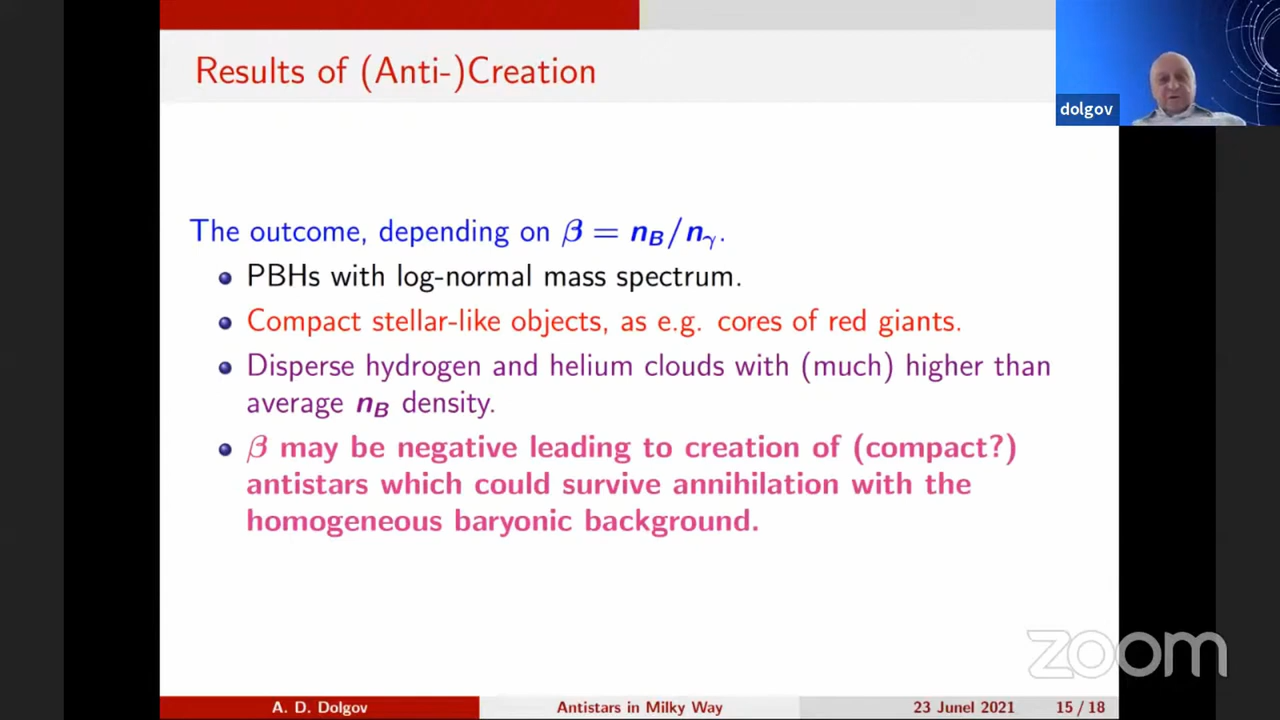 Results of (Anti-)Creation
dolgov
The outcome, depending on β = n_B/n_γ.
PBHs with log-normal mass spectrum.
Compact stellar-like objects, as e.g. cores of red giants.
Disperse hydrogen and helium clouds with (much) higher than
average n_B density.
β may be negative leading to creation of (compact?)
antistars which could survive annihilation with the
homogeneous baryonic background.
zoom
A. D. Dolgov
Antistars in Milky Way
23 Junel 2021
15 / 18